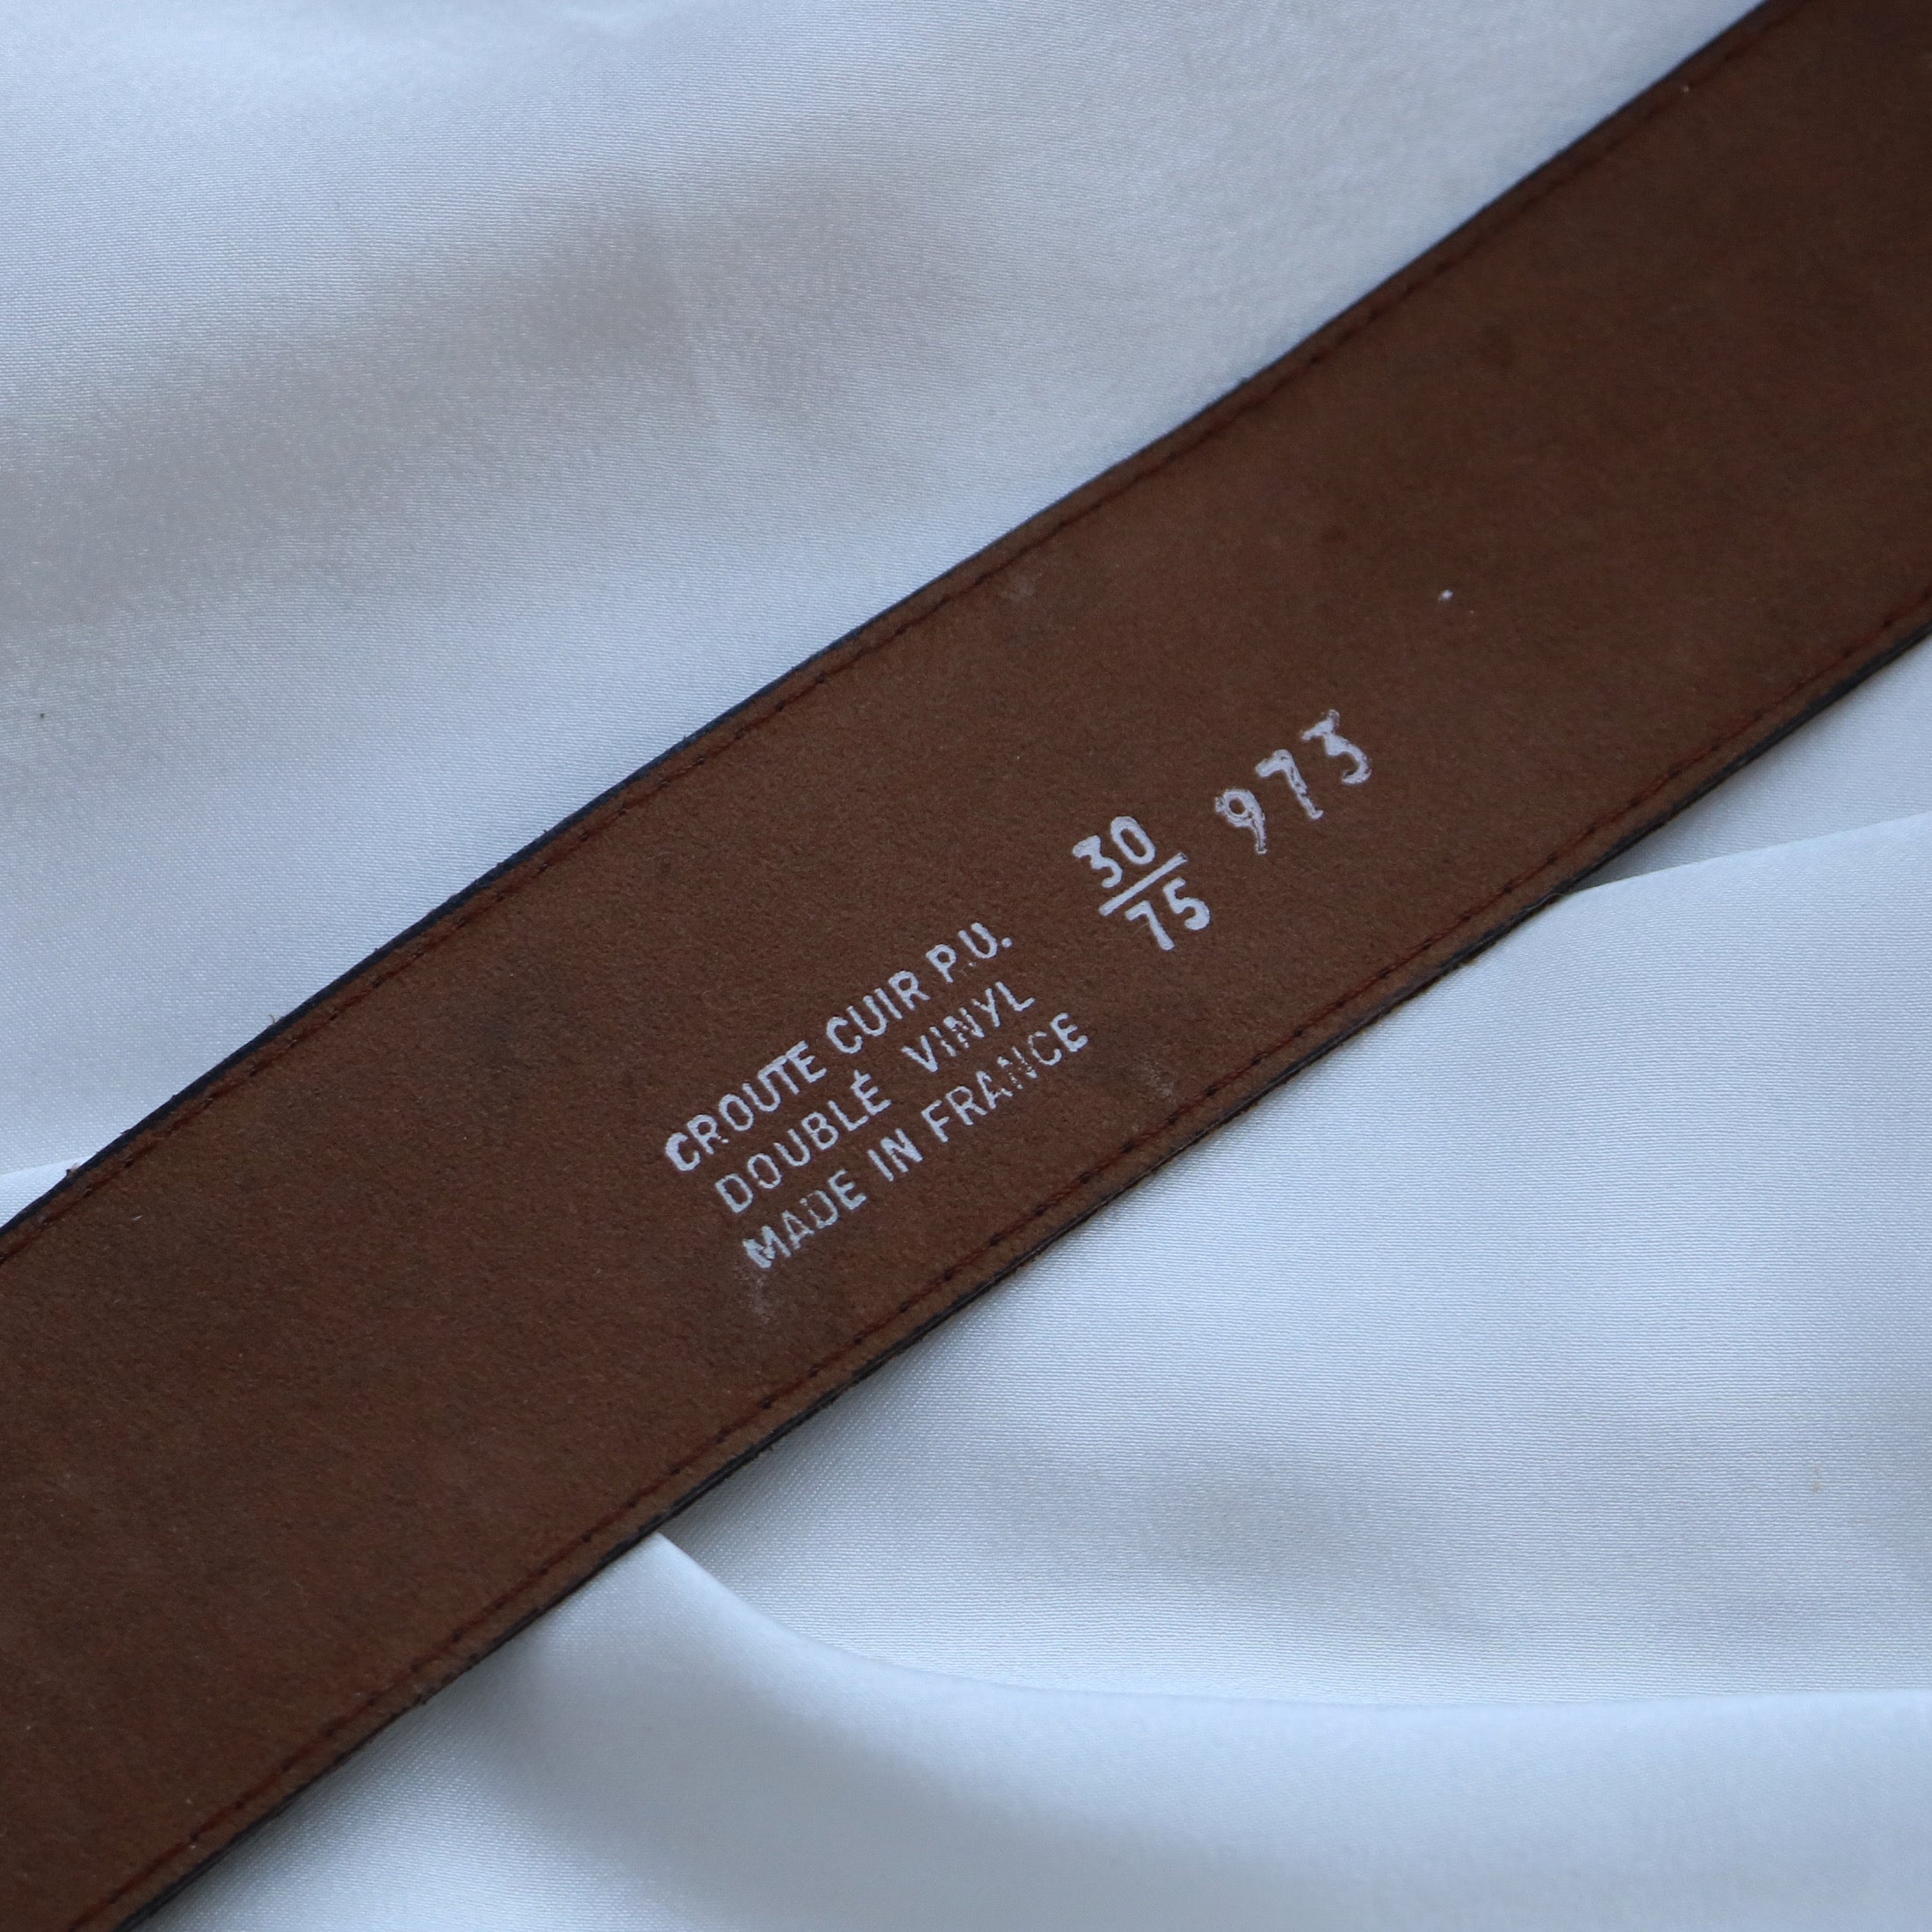 CROUTE CUIR P.U.
DOUBLÉ VINYL
MADE IN FRANCE
30
75
973